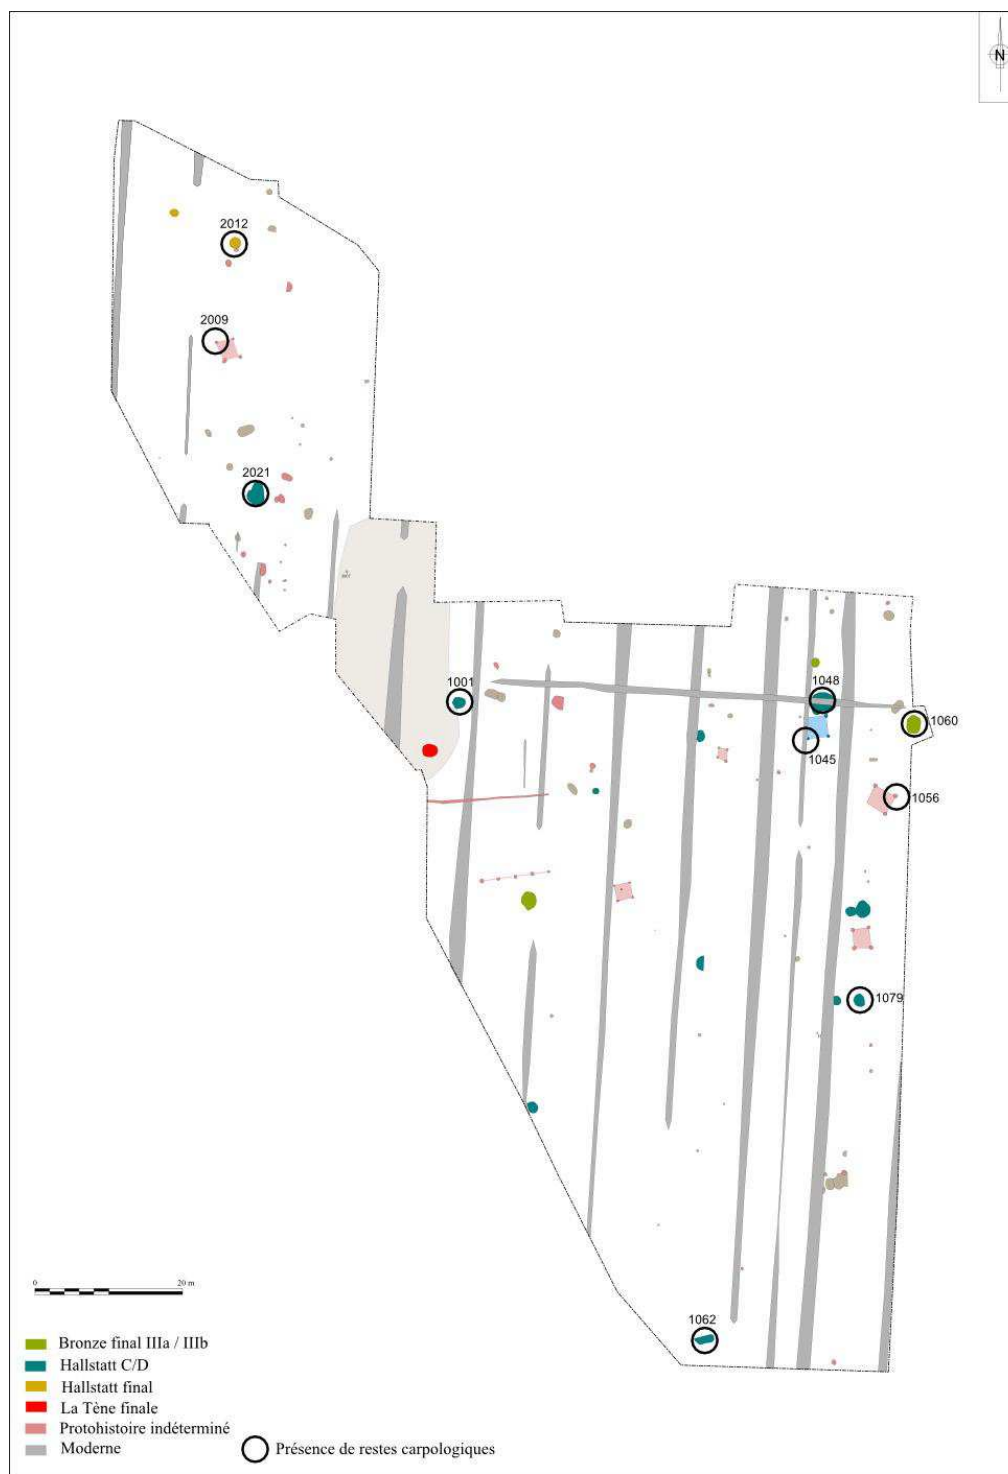 N
2012
2009
2021
1001
1048
1060
1045
1056
1079
1062
0
20 m
Bronze final IIIa / IIIb
Hallstatt C/D
Hallstatt final
La Tène finale
Protohistoire indéterminé
Moderne
Présence de restes carpologiques